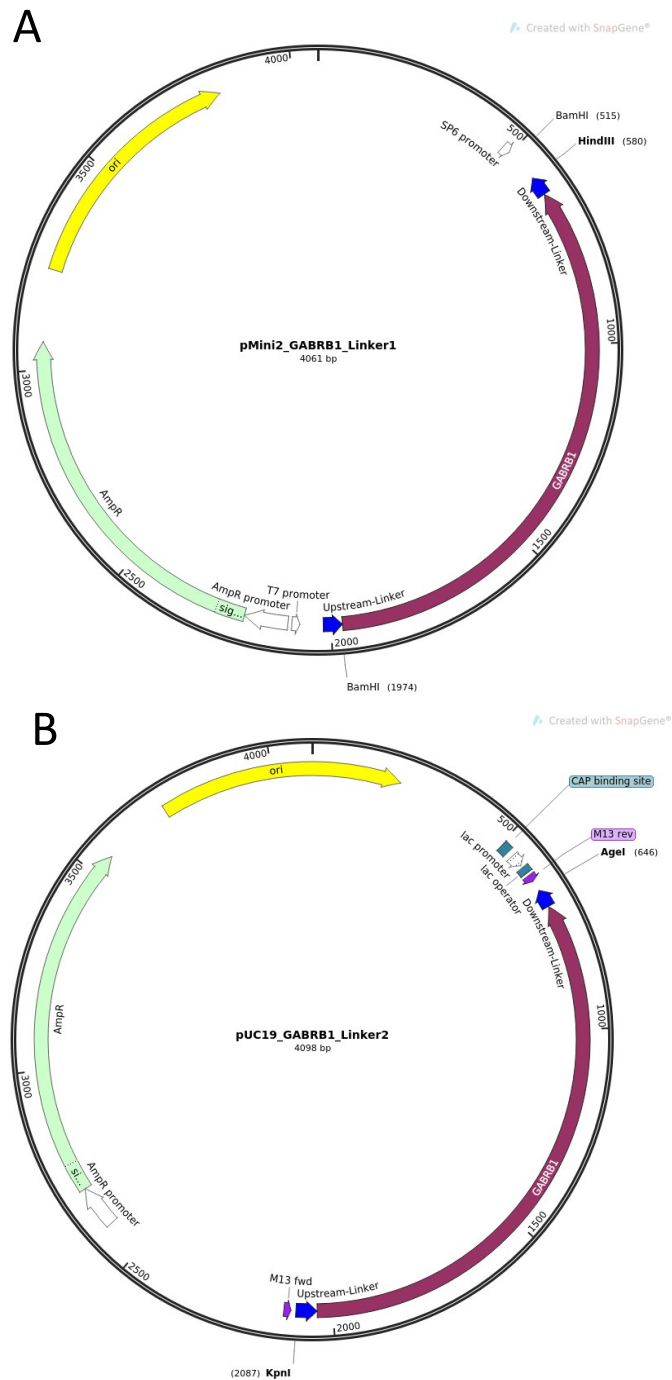 A
Created with SnapGene®
4000
500
BamHI (515)
HindIII (580)
SP6 promoter
Downstream-Linker
ori
3500
1000
pMini2_GABRB1_Linker1
4061 bp
3000
GABRB1
AmpR
1500
2500
AmpR promoter
T7 promoter
Upstream-Linker
sig...
2000
BamHI (1974)
B
Created with SnapGene®
4000
ori
CAP binding site
500
M13 rev
AgeI (646)
lac promoter
lac operator
Downstream-Linker
3500
AmpR
1000
pUC19_GABRB1_Linker2
4098 bp
3000
si...
AmpR promoter
GABRB1
1500
2500
M13 fwd
Upstream-Linker
2000
(2087) KpnI